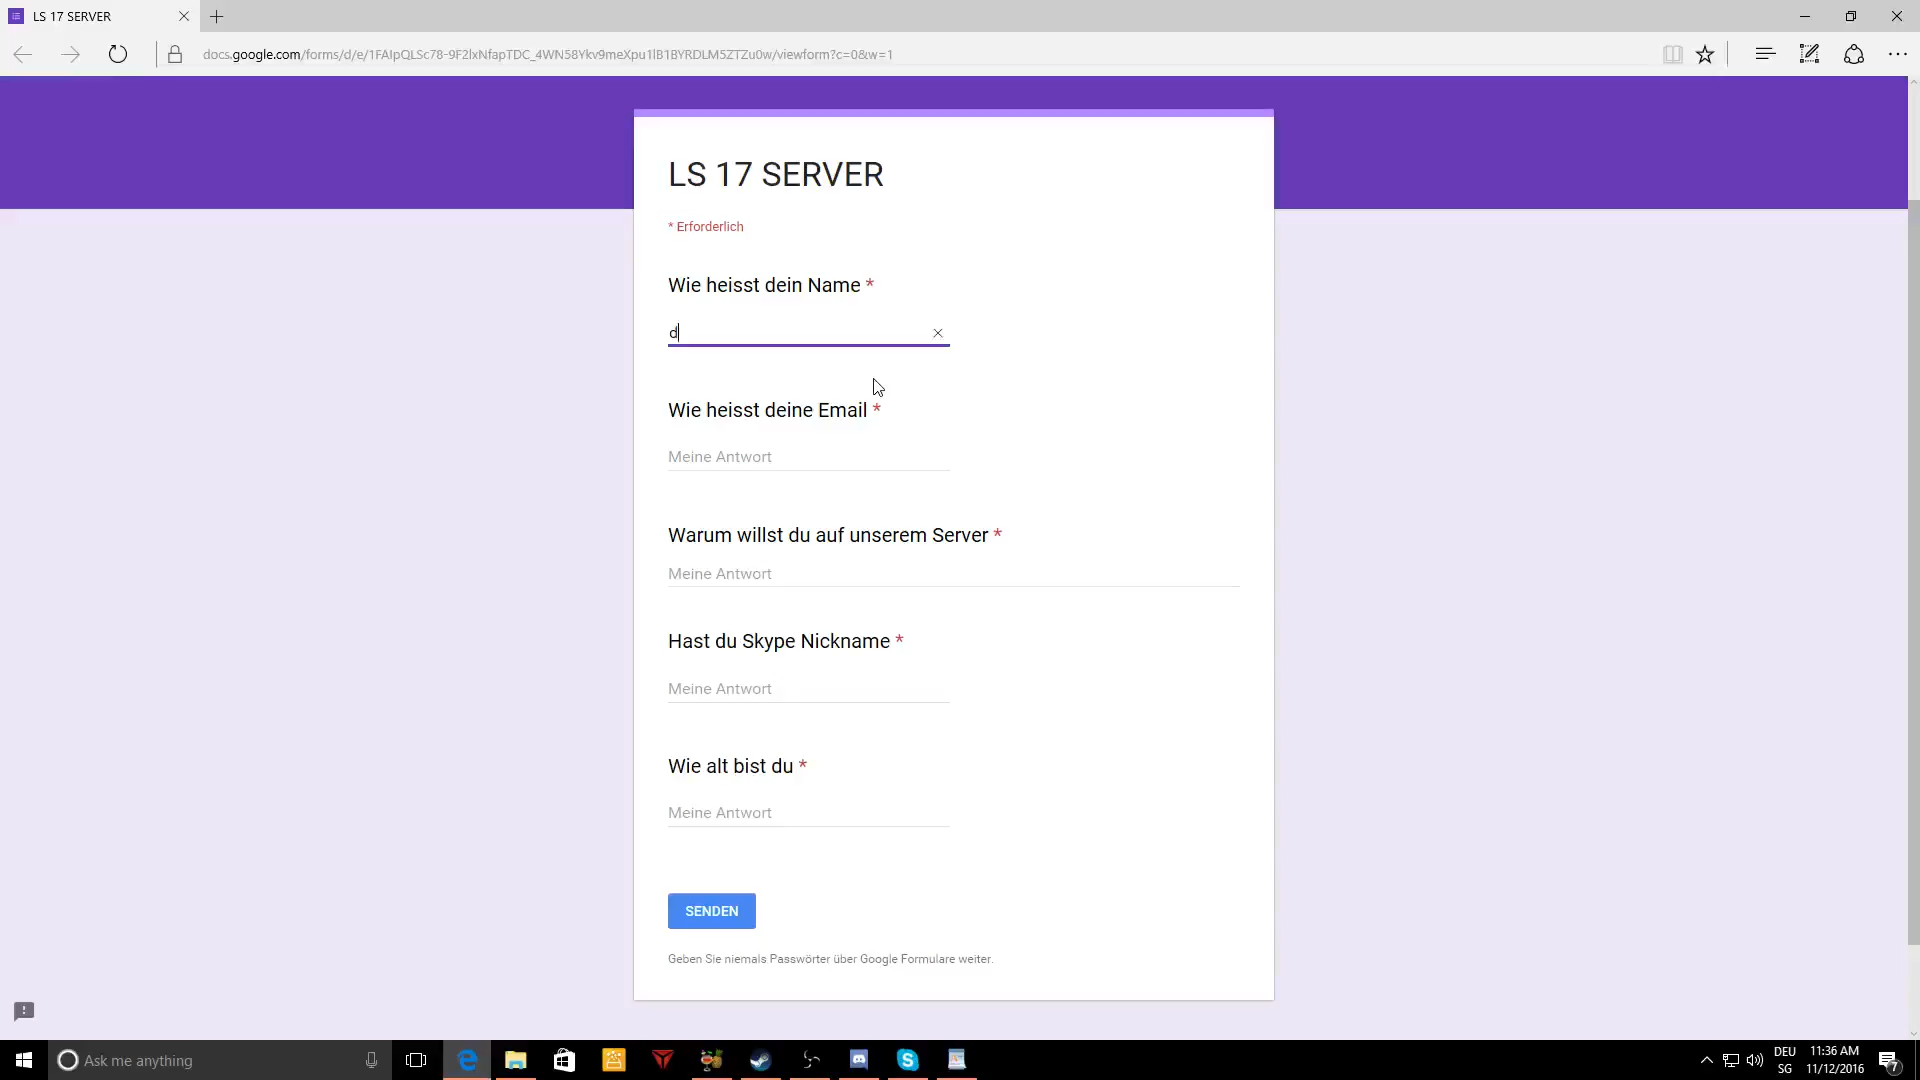 LS 17 SERVER
docs.google.com/forms/d/e/1FAIpQLSc78-9F2lxNfapTDC_4WN58Ykv9meXpu1lB1BYRDLM5ZTZu0w/viewform?c=0&w=1
LS 17 SERVER
* Erforderlich
Wie heisst dein Name *
d
Wie heisst deine Email *
Meine Antwort
Warum willst du auf unserem Server *
Meine Antwort
Hast du Skype Nickname *
Meine Antwort
Wie alt bist du *
Meine Antwort
SENDEN
Geben Sie niemals Passwörter über Google Formulare weiter.
Ask me anything
DEU
SG
11:36 AM
11/12/2016
7